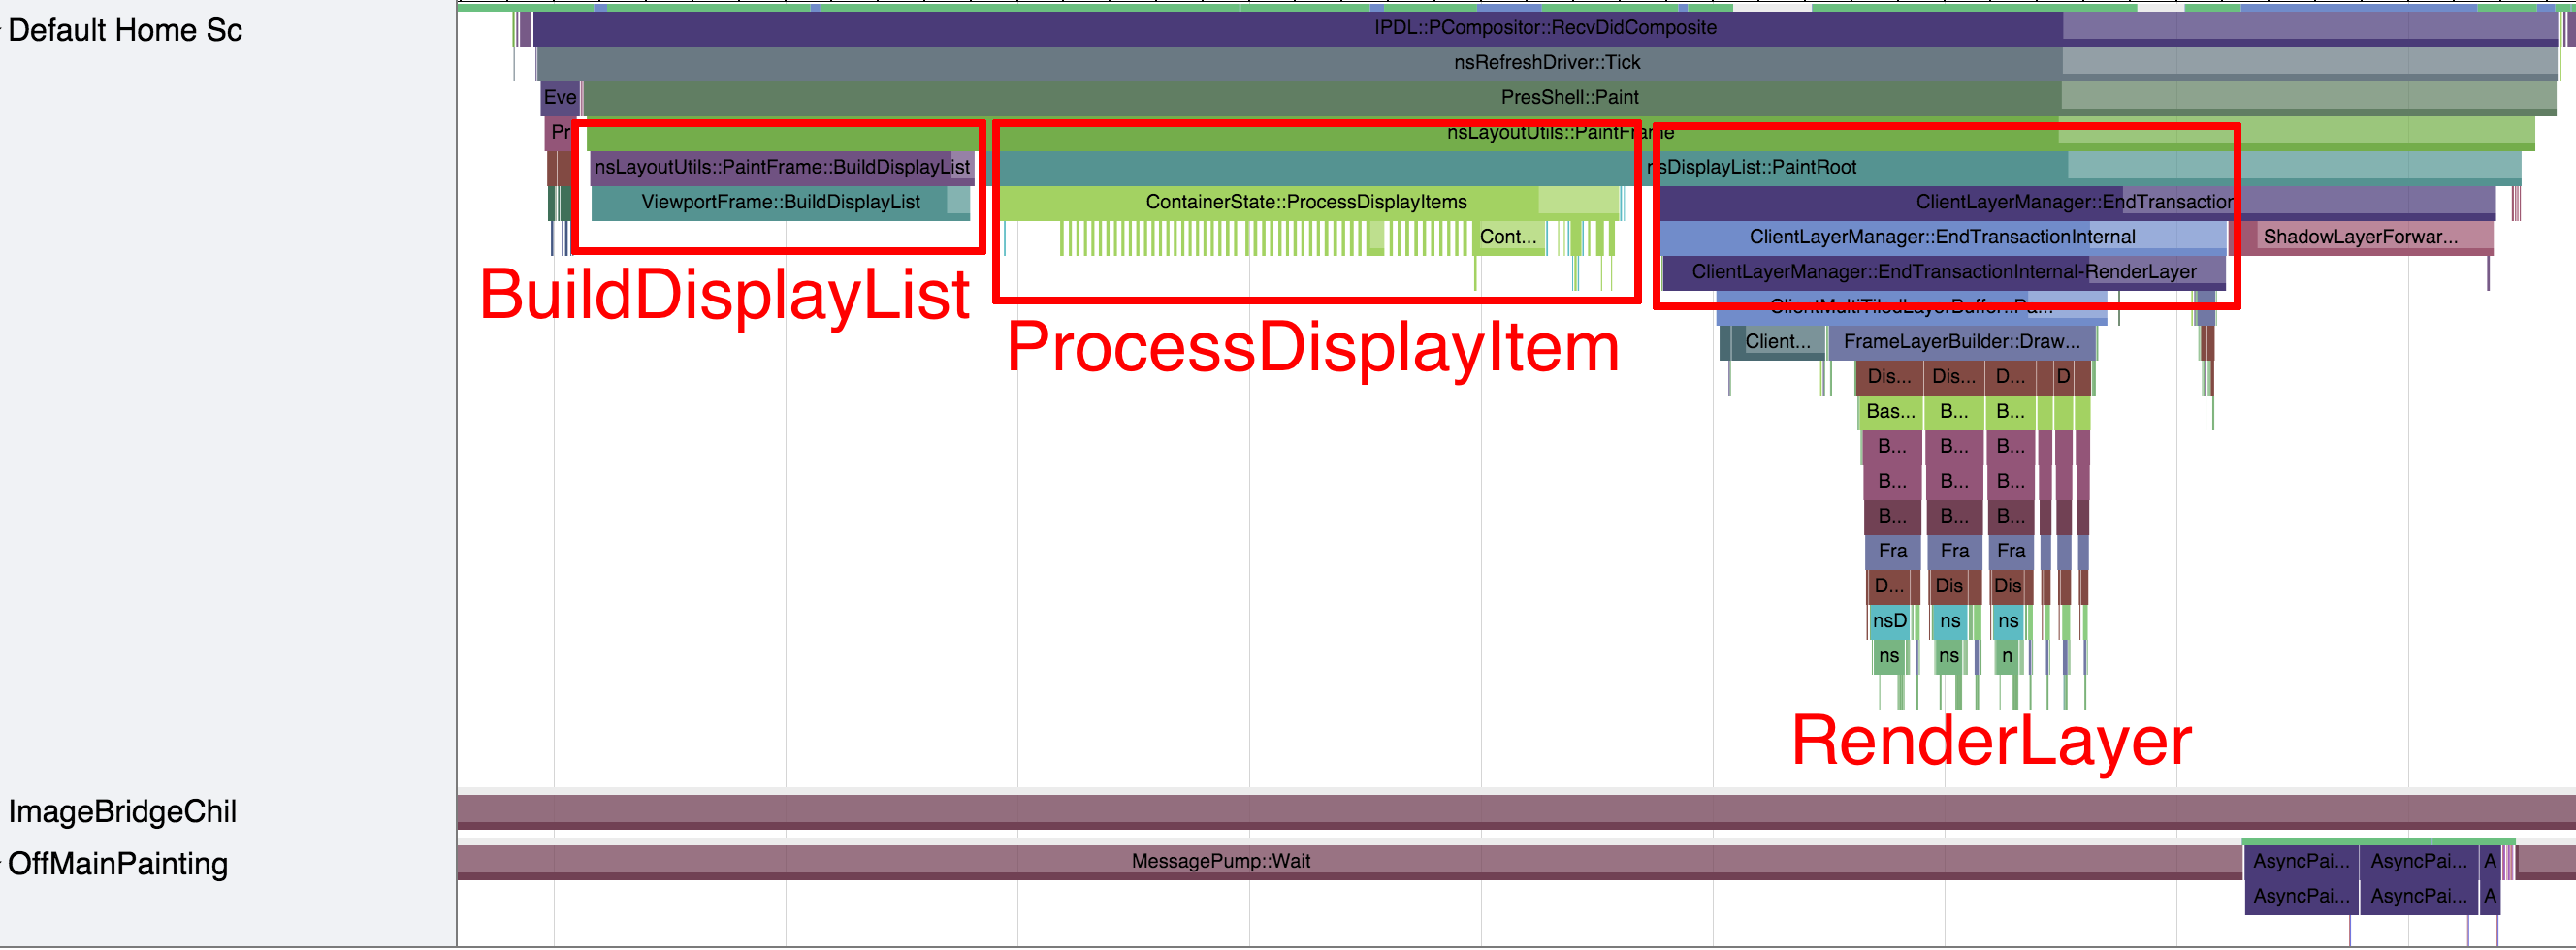 Default Home Sc
IPDL::PCompositor::RecvDidComposite
nsRefreshDriver::Tick
Eve
PresShell::Paint
Pr
nsLayoutUtils::PaintFrame
nsLayoutUtils::PaintFrame::BuildDisplayList
nsDisplayList::PaintRoot
ViewportFrame::BuildDisplayList
ContainerState::ProcessDisplayItems
ClientLayerManager::EndTransaction
Cont...
ClientLayerManager::EndTransactionInternal
ShadowLayerForwar...
ClientLayerManager::EndTransactionInternal-RenderLayer
BuildDisplayList
ClientMultiTiledLayerBuffer::Pa...
ProcessDisplayItem
Client...
FrameLayerBuilder::Draw...
Dis... Dis... D... D
Bas... B... B...
B... B... B...
B... B... B...
B... B... B...
Fra Fra Fra
D... Dis Dis
nsD ns ns
ns ns n
RenderLayer
ImageBridgeChil
OffMainPainting
MessagePump::Wait
AsyncPai... AsyncPai... A
AsyncPai... AsyncPai... A